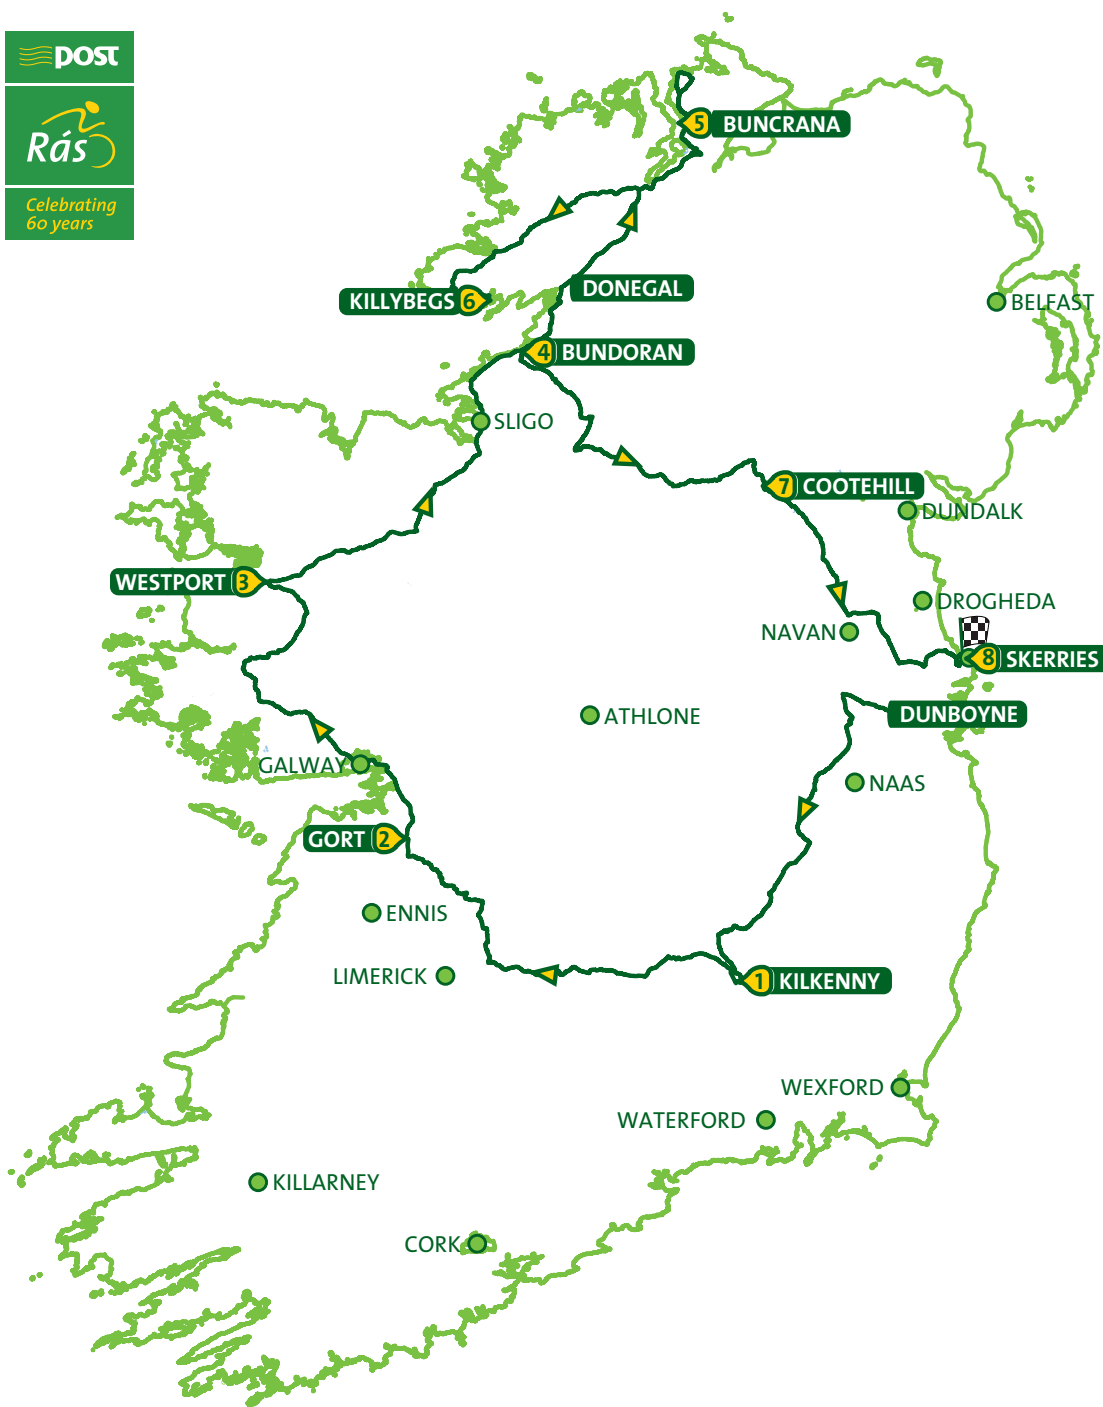 post
Rás
Celebrating
60 years
5 BUNCRANA
DONEGAL
KILLYBEGS 6
BELFAST
4 BUNDORAN
SLIGO
7 COOTEHILL
DUNDALK
WESTPORT 3
DROGHEDA
NAVAN
8 SKERRIES
ATHLONE
DUNBOYNE
GALWAY
NAAS
GORT 2
ENNIS
LIMERICK
1 KILKENNY
WEXFORD
WATERFORD
KILLARNEY
CORK